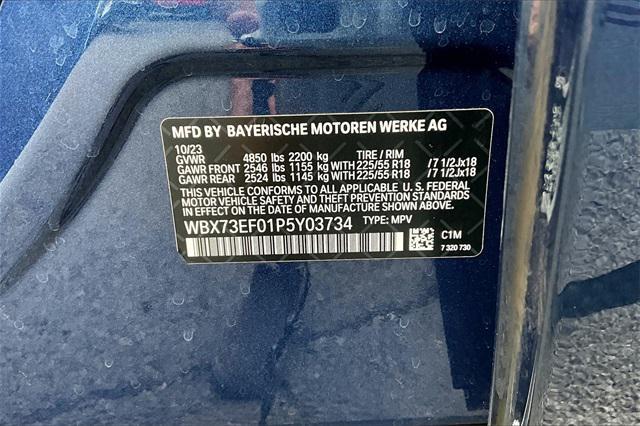 MFD BY BAYERISCHE MOTOREN WERKE AG
10/23
GVWR 4850 lbs 2200 kg TIRE / RIM
GAWR FRONT 2546 lbs 1155 kg WITH 225/55 R18 /7 1/2Jx18
GAWR REAR 2524 lbs 1145 kg WITH 225/55 R18 /7 1/2Jx18
THIS VEHICLE CONFORMS TO ALL APPLICABLE U. S. FEDERAL
MOTOR VEHICLE SAFETY, AND THEFT PREVENTION STANDARDS
IN EFFECT ON THE DATE OF MANUFACTURE SHOWN ABOVE.
WBX73EF01P5Y03734 TYPE: MPV
C1M
7 320 730